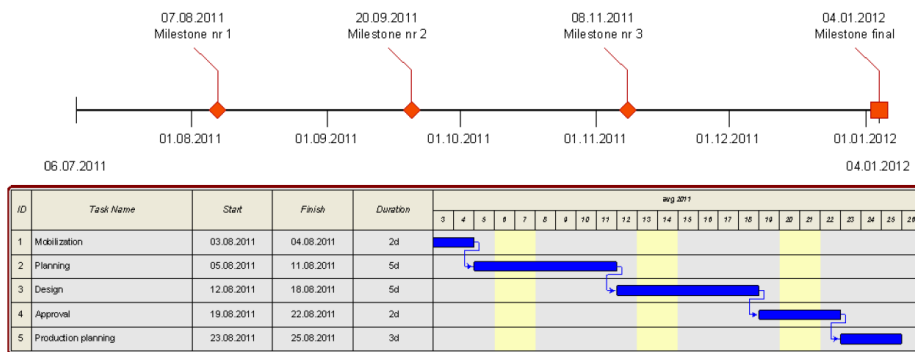 07.08.2011 20.09.2011 08.11.2011 04.01.2012
Milestone nr 1 Milestone nr 2 Milestone nr 3 Milestone final
01.08.2011 01.09.2011 01.10.2011 01.11.2011 01.12.2011 01.01.2012
06.07.2011 04.01.2012
ID Task Name Start Finish Duration avg 2011
3 4 5 6 7 8 9 10 11 12 13 14 15 16 17 18 19 20 21 22 23 24 25 26
1 Mobilization 03.08.2011 04.08.2011 2d
2 Planning 05.08.2011 11.08.2011 5d
3 Design 12.08.2011 18.08.2011 5d
4 Approval 19.08.2011 22.08.2011 2d
5 Production planning 23.08.2011 25.08.2011 3d